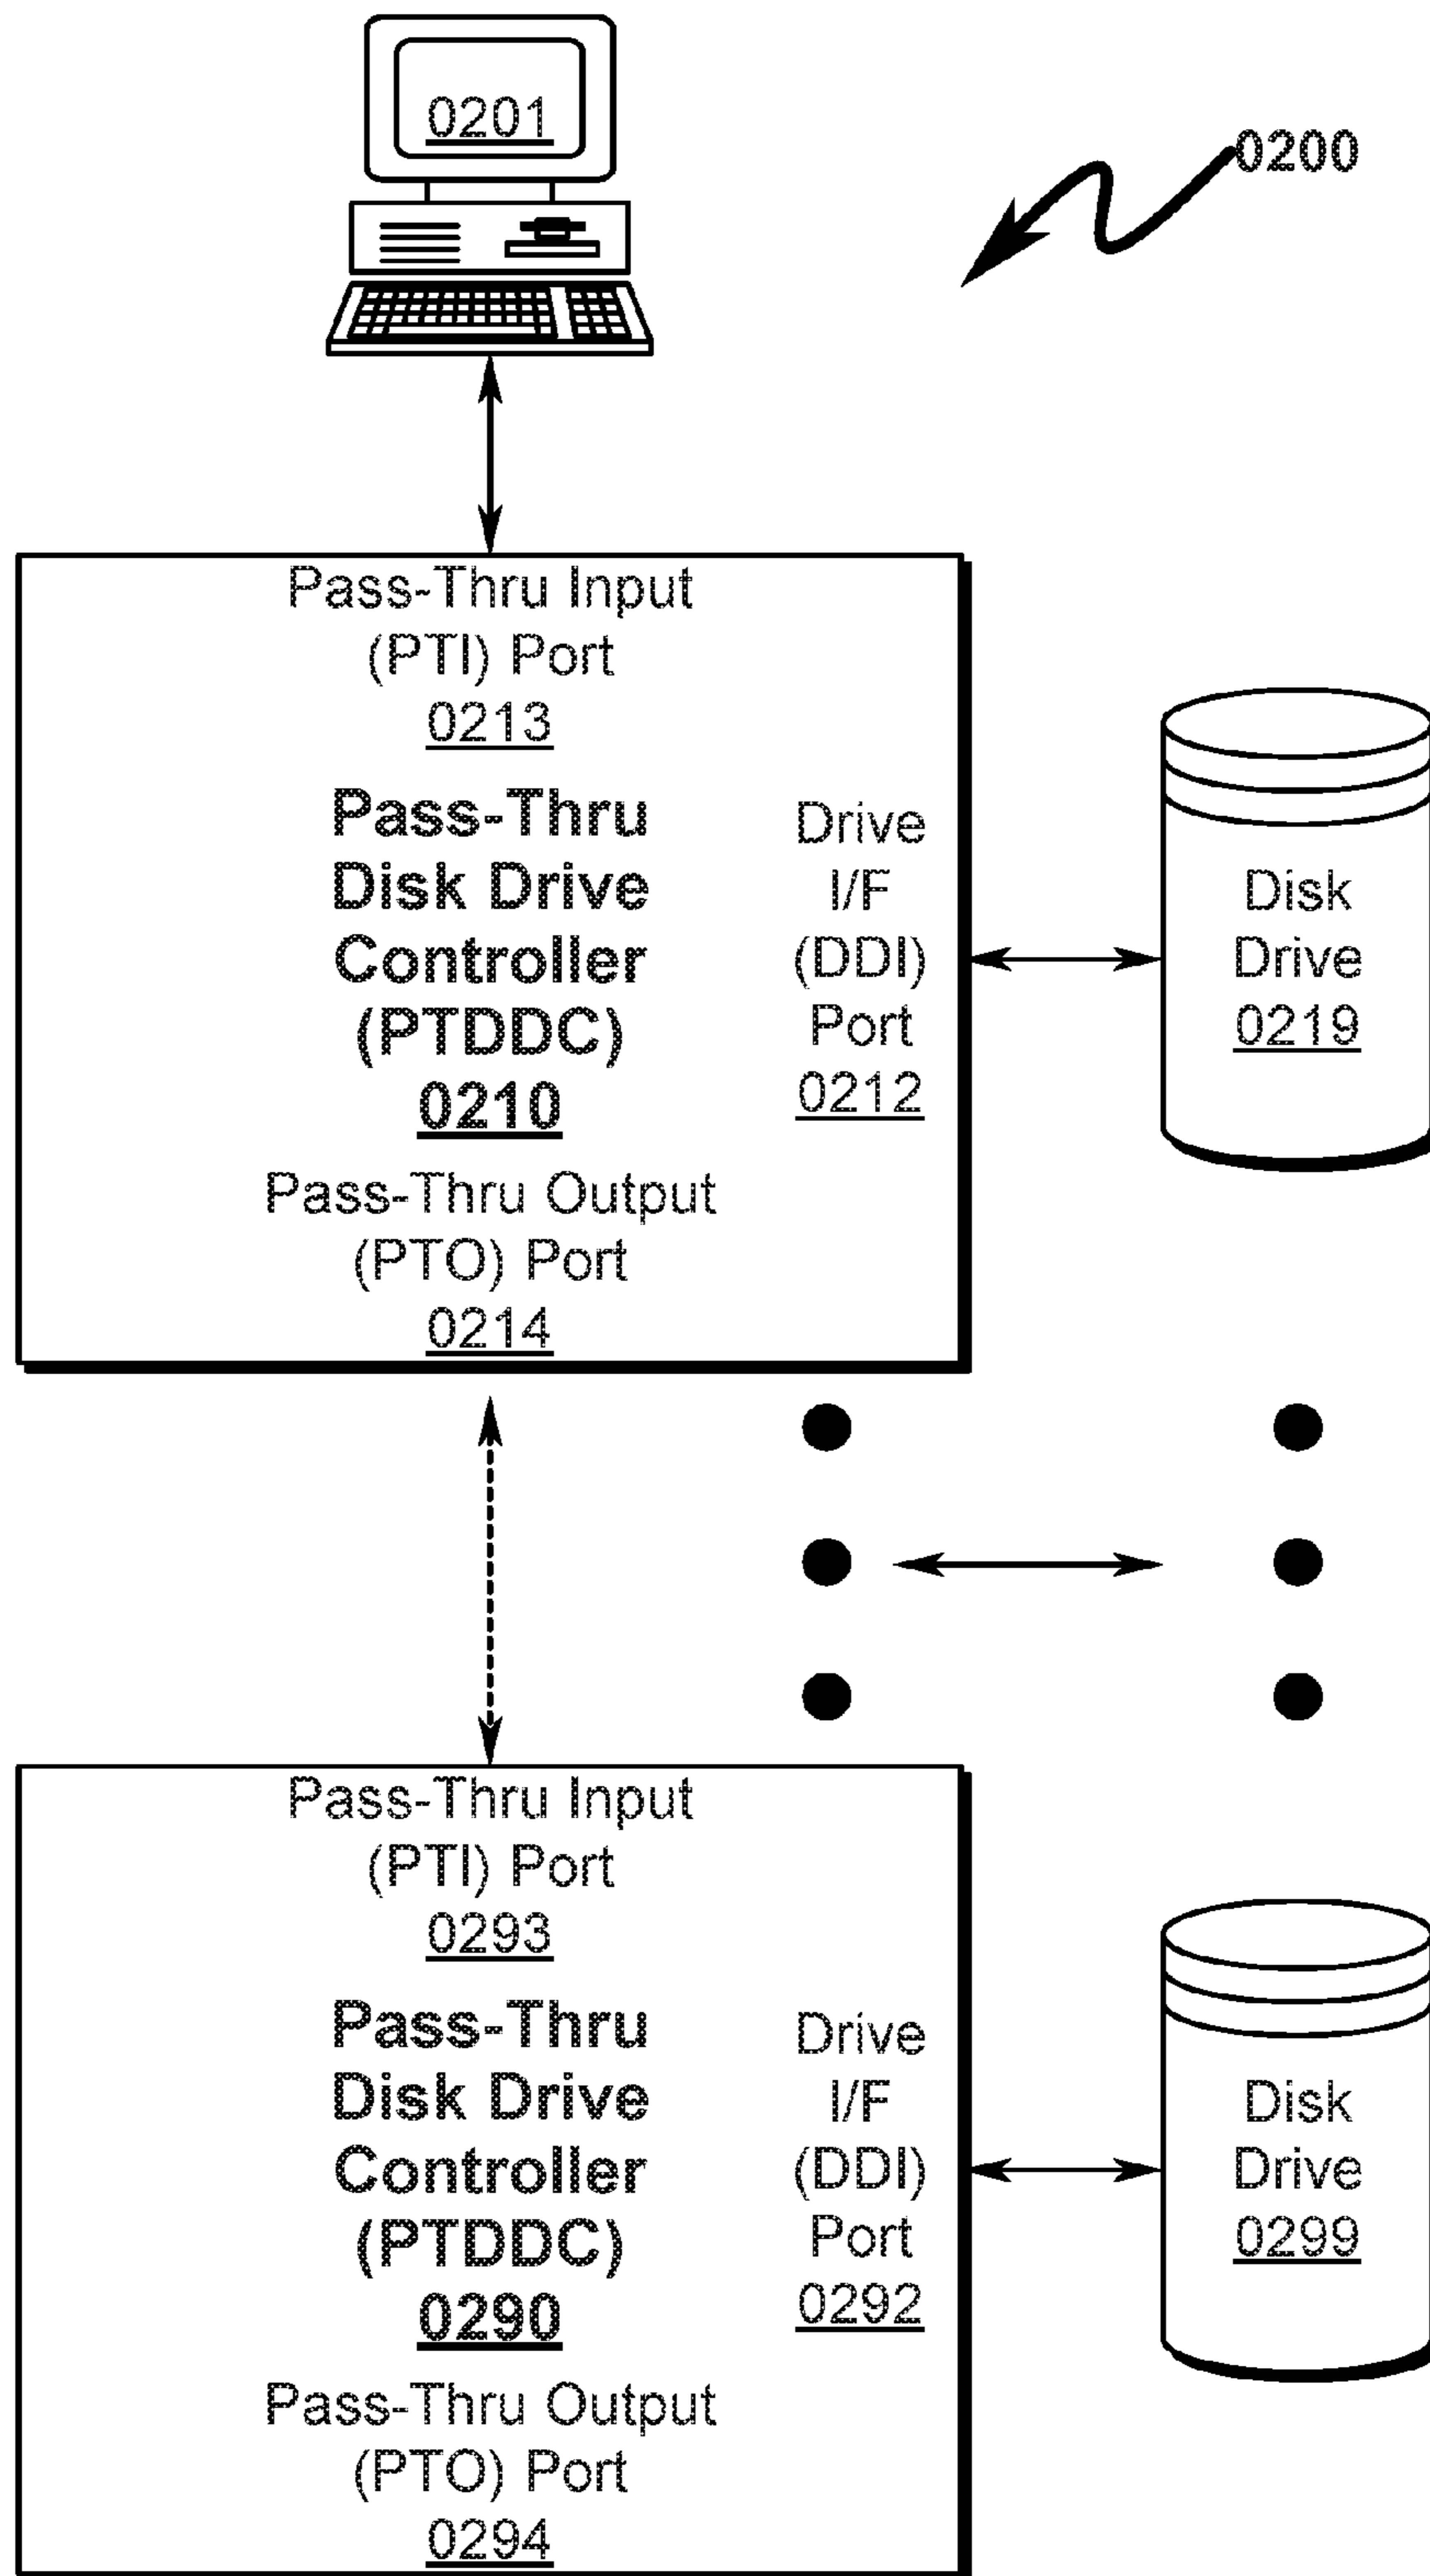 0201
0200
Pass-Thru Input
(PTI) Port
0213
Pass-Thru
Disk Drive
Controller
(PTDDC)
0210
Drive
I/F
(DDI)
Port
0212
Disk
Drive
0219
Pass-Thru Output
(PTO) Port
0214
Pass-Thru Input
(PTI) Port
0293
Pass-Thru
Disk Drive
Controller
(PTDDC)
0290
Drive
I/F
(DDI)
Port
0292
Disk
Drive
0299
Pass-Thru Output
(PTO) Port
0294